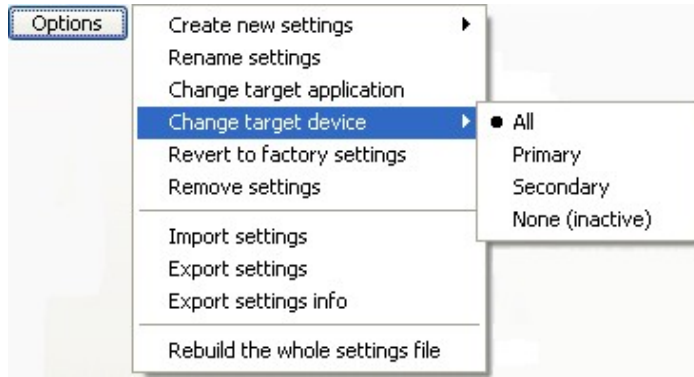 Options
Create new settings
Rename settings
Change target application
Change target device
Revert to factory settings
Remove settings
Import settings
Export settings
Export settings info
Rebuild the whole settings file
All
Primary
Secondary
None (inactive)